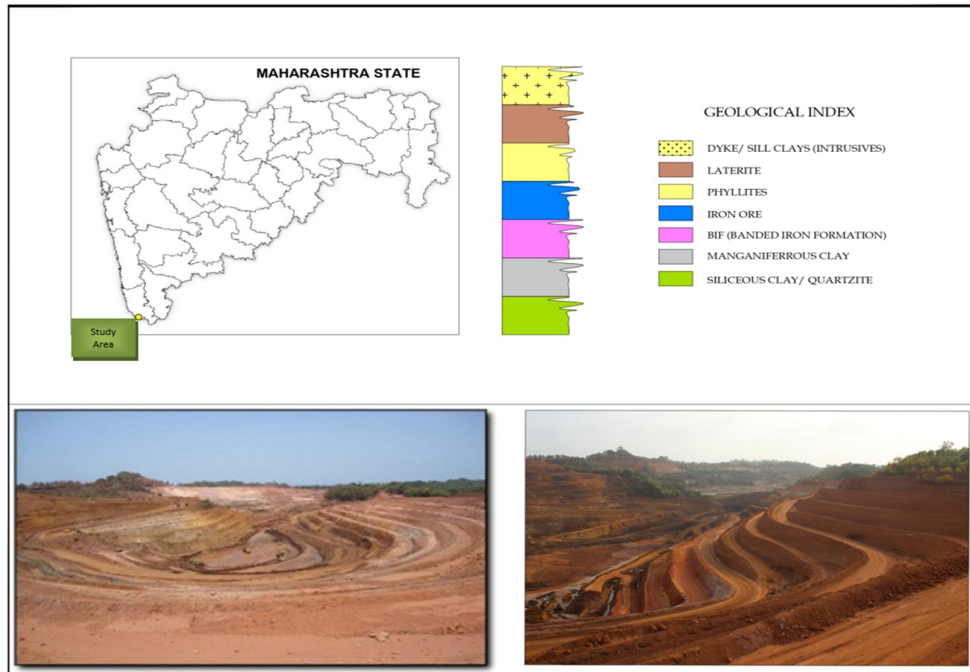 MAHARASHTRA STATE
Study
Area
GEOLOGICAL INDEX
DYKE/ SILL CLAYS (INTRUSIVES)
LATERITE
PHYLLITES
IRON ORE
BIF (BANDED IRON FORMATION)
MANGANIFERROUS CLAY
SILICEOUS CLAY/ QUARTZITE